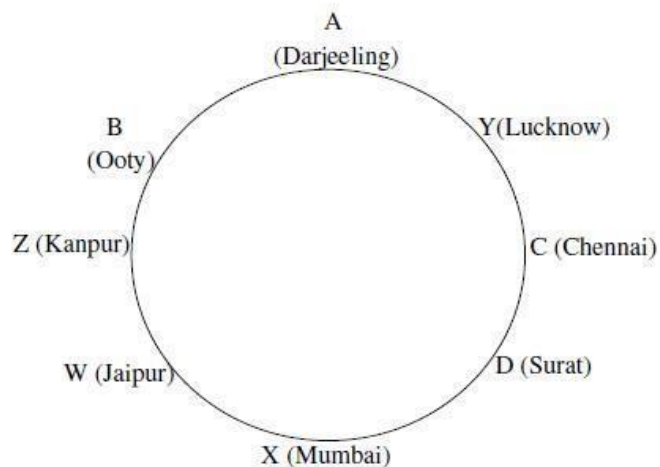 A
(Darjeeling)
B
(Ooty)
Y(Lucknow)
Z (Kanpur)
C (Chennai)
W (Jaipur)
D (Surat)
X (Mumbai)